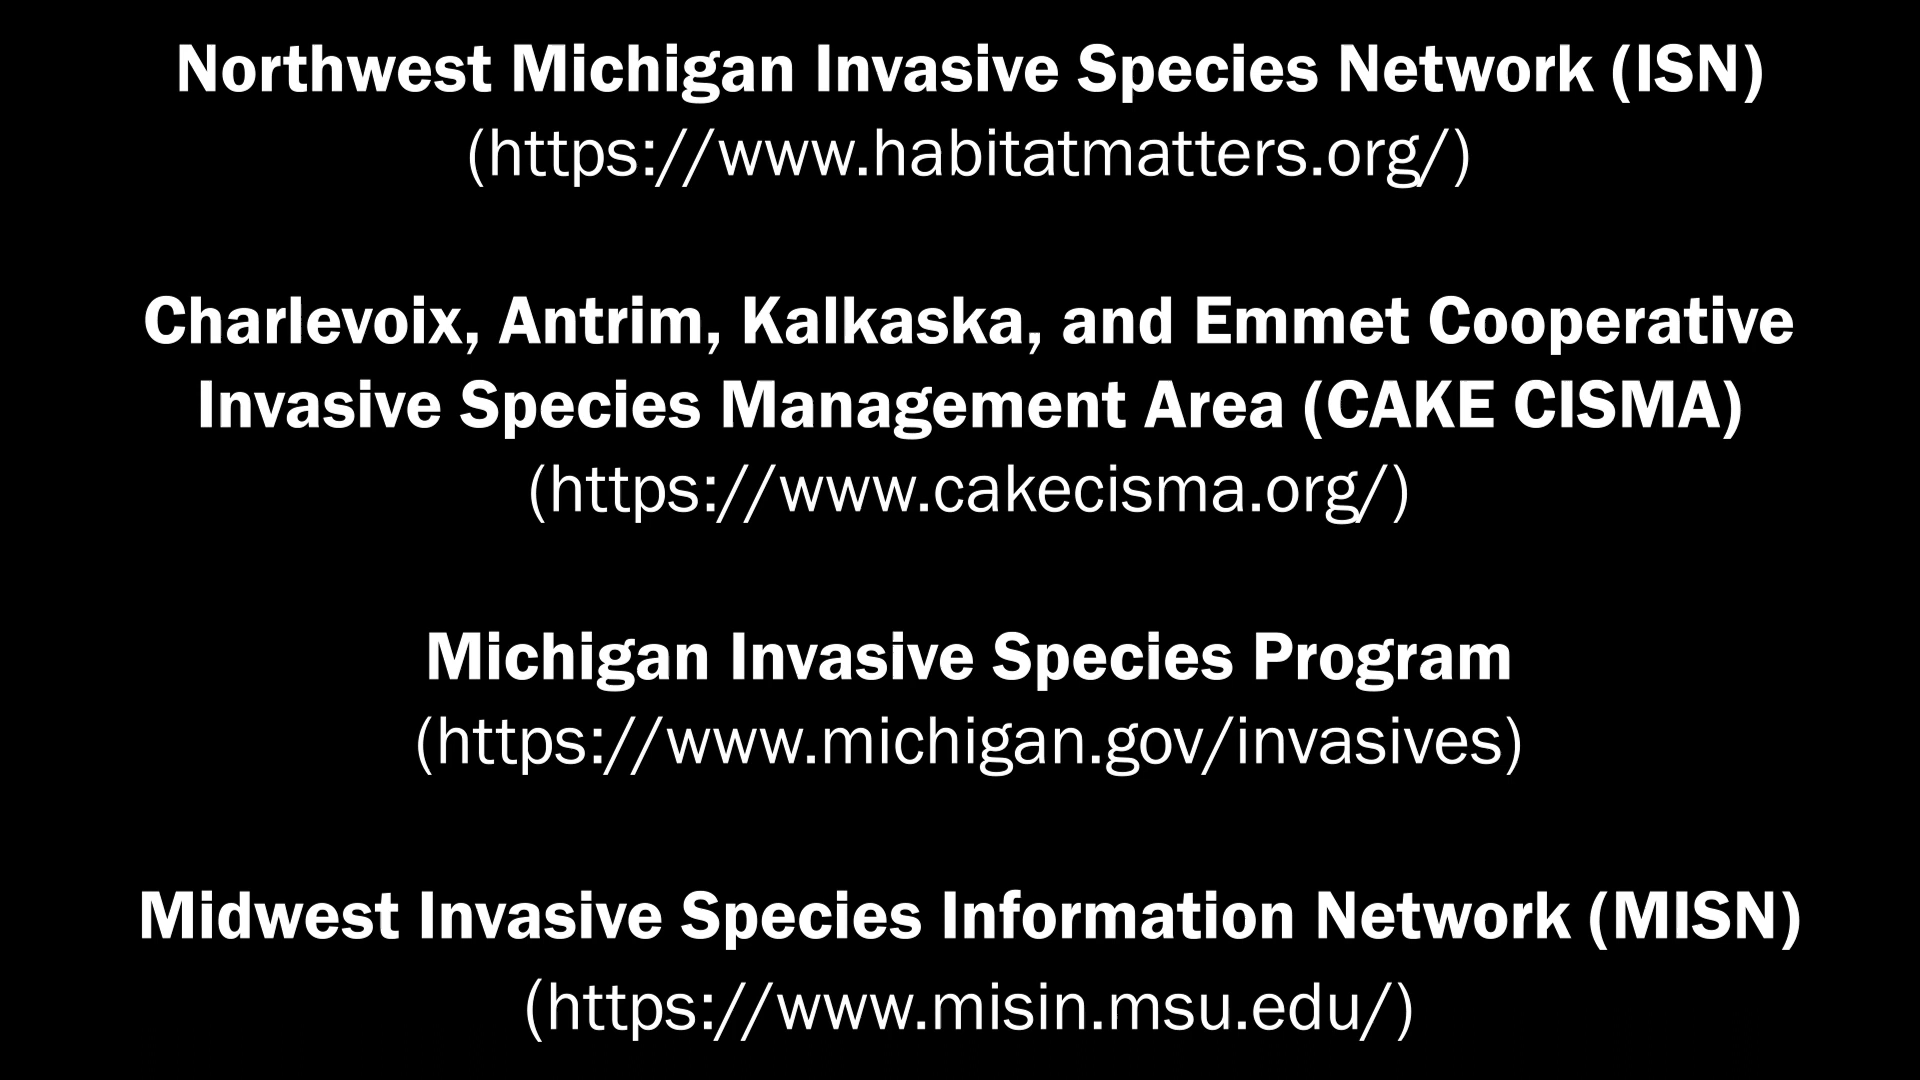 Northwest Michigan Invasive Species Network (ISN)
(https://www.habitatmatters.org/)
Charlevoix, Antrim, Kalkaska, and Emmet Cooperative
Invasive Species Management Area (CAKE CISMA)
(https://www.cakecisma.org/)
Michigan Invasive Species Program
(https://www.michigan.gov/invasives)
Midwest Invasive Species Information Network (MISN)
(https://www.misin.msu.edu/)